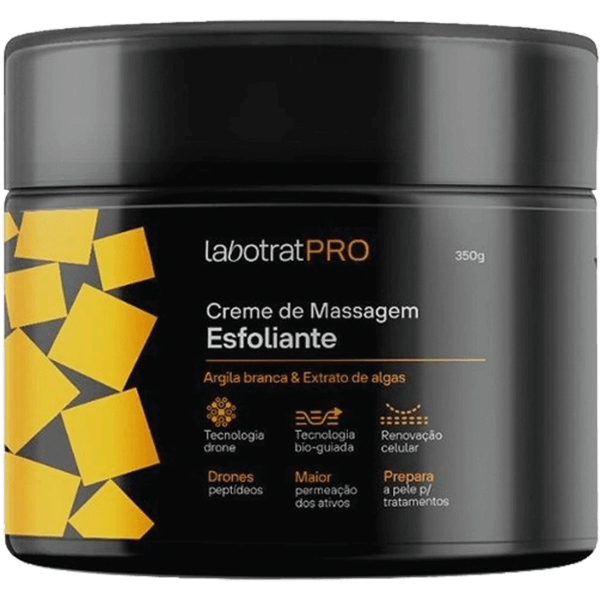 labotratPRO
350g
Creme de Massagem
Esfoliante
Argila branca & Extrato de algas
Tecnologia
drone
Tecnologia
bio-guiada
Renovação
celular
Drones
peptídeos
Maior
permeação
dos ativos
Prepara
a pele p/
tratamentos